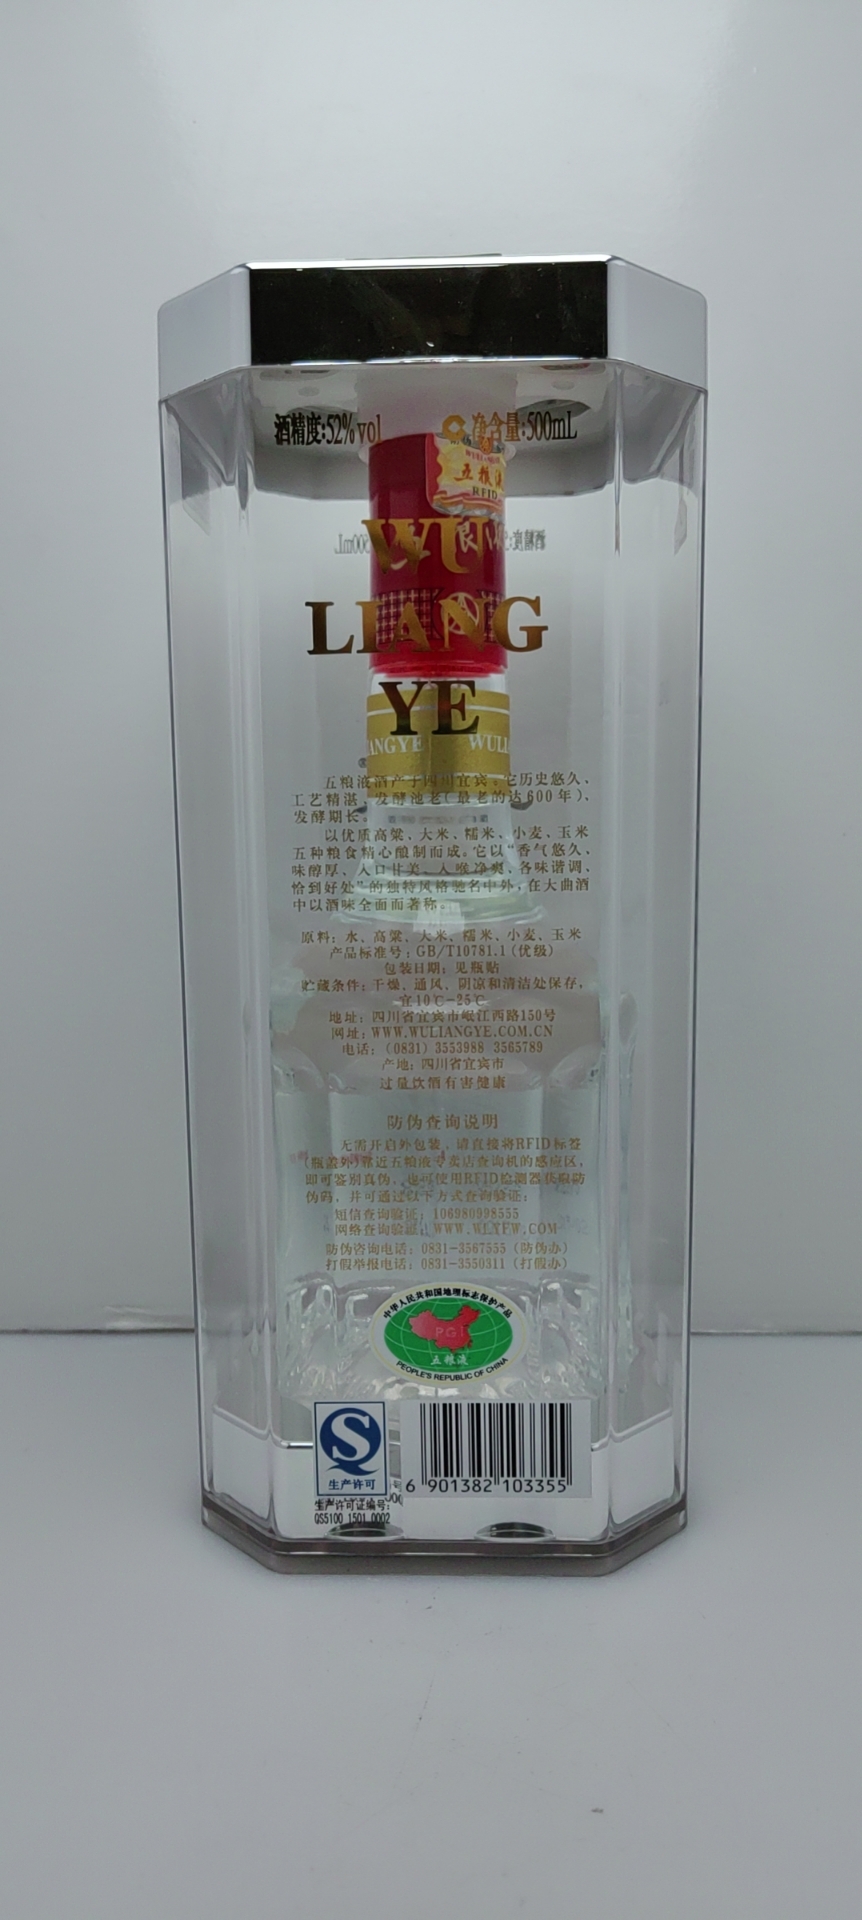 酒精度:52%vol 净含量:500mL
五粮液
RFID
WU
LIANG
YE
ANGYE WULI
五粮液酒产于四川宜宾。它历史悠久、
工艺精湛、发酵池老(最老的达600年)、
发酵期长。
以优质高粱、大米、糯米、小麦、玉米
五种粮食精心酿制而成。它以“香气悠久、
味醇厚、入口甘美、入喉净爽、各味谐调、
恰到好处”的独特风格驰名中外,在大曲酒
中以酒味全面而著称。
原料: 水、高粱、大米、糯米、小麦、玉米
产品标准号: GB/T10781.1(优级)
包装日期: 见瓶贴
贮藏条件: 干燥、通风、阴凉和清洁处保存,
宜10℃-25℃
地址: 四川省宜宾市岷江西路150号
网址: WWW.WULIANGYE.COM.CN
电话: (0831) 3553988 3565789
产地: 四川省宜宾市
过量饮酒有害健康
防伪查询说明
无需开启外包装,请直接将RFID标签
(瓶盖外)靠近五粮液专卖店查询机的感应区,
即可鉴别真伪,也可使用RFID检测器获取防
伪码,并可通过以下方式查询验证:
短信查询验证: 106980998555
网络查询验证: WWW.WLYFW.COM
防伪咨询电话: 0831-3567555 (防伪办)
打假举报电话: 0831-3550311 (打假办)
中华人民共和国地理标志保护产品
PGI
五粮液
PEOPLE'S REPUBLIC OF CHINA
生产许可
6 901382 103355
生产许可证编号:
QS5100 1501 0002